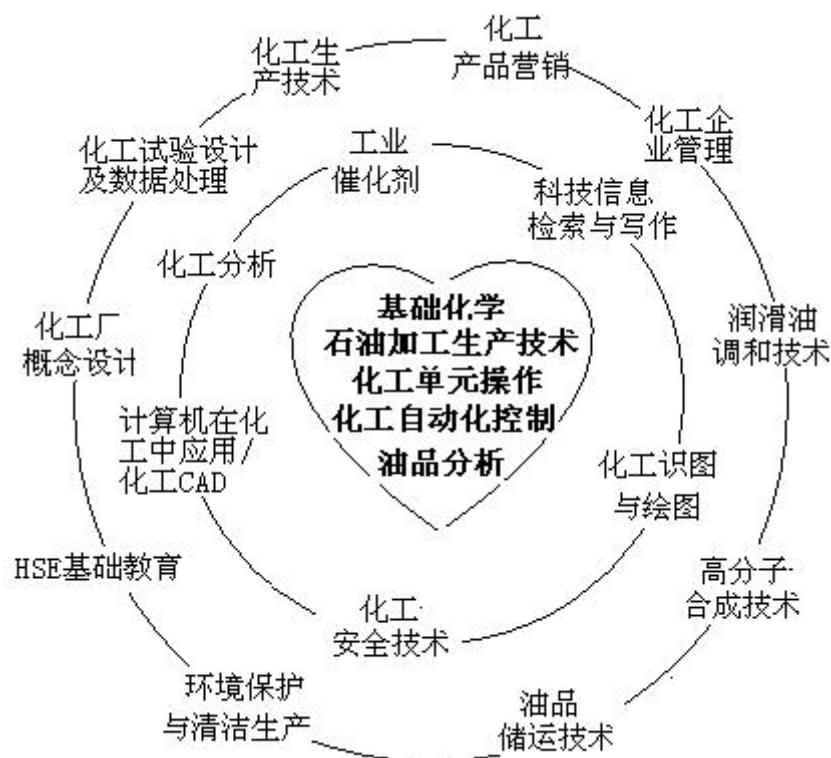 化工
产品营销
化工生
产技术
化工企
业管理
化工试验设计
及数据处理
工业
催化剂
科技信息
检索与写作
化工分析
基础化学
石油加工生产技术
化工单元操作
化工自动化控制
油品分析
化工厂
概念设计
润滑油
调和技术
计算机在化
工中应用/
化工CAD
化工识图
与绘图
HSE基础教育
高分子
合成技术
化工
安全技术
环境保护
与清洁生产
油品
储运技术